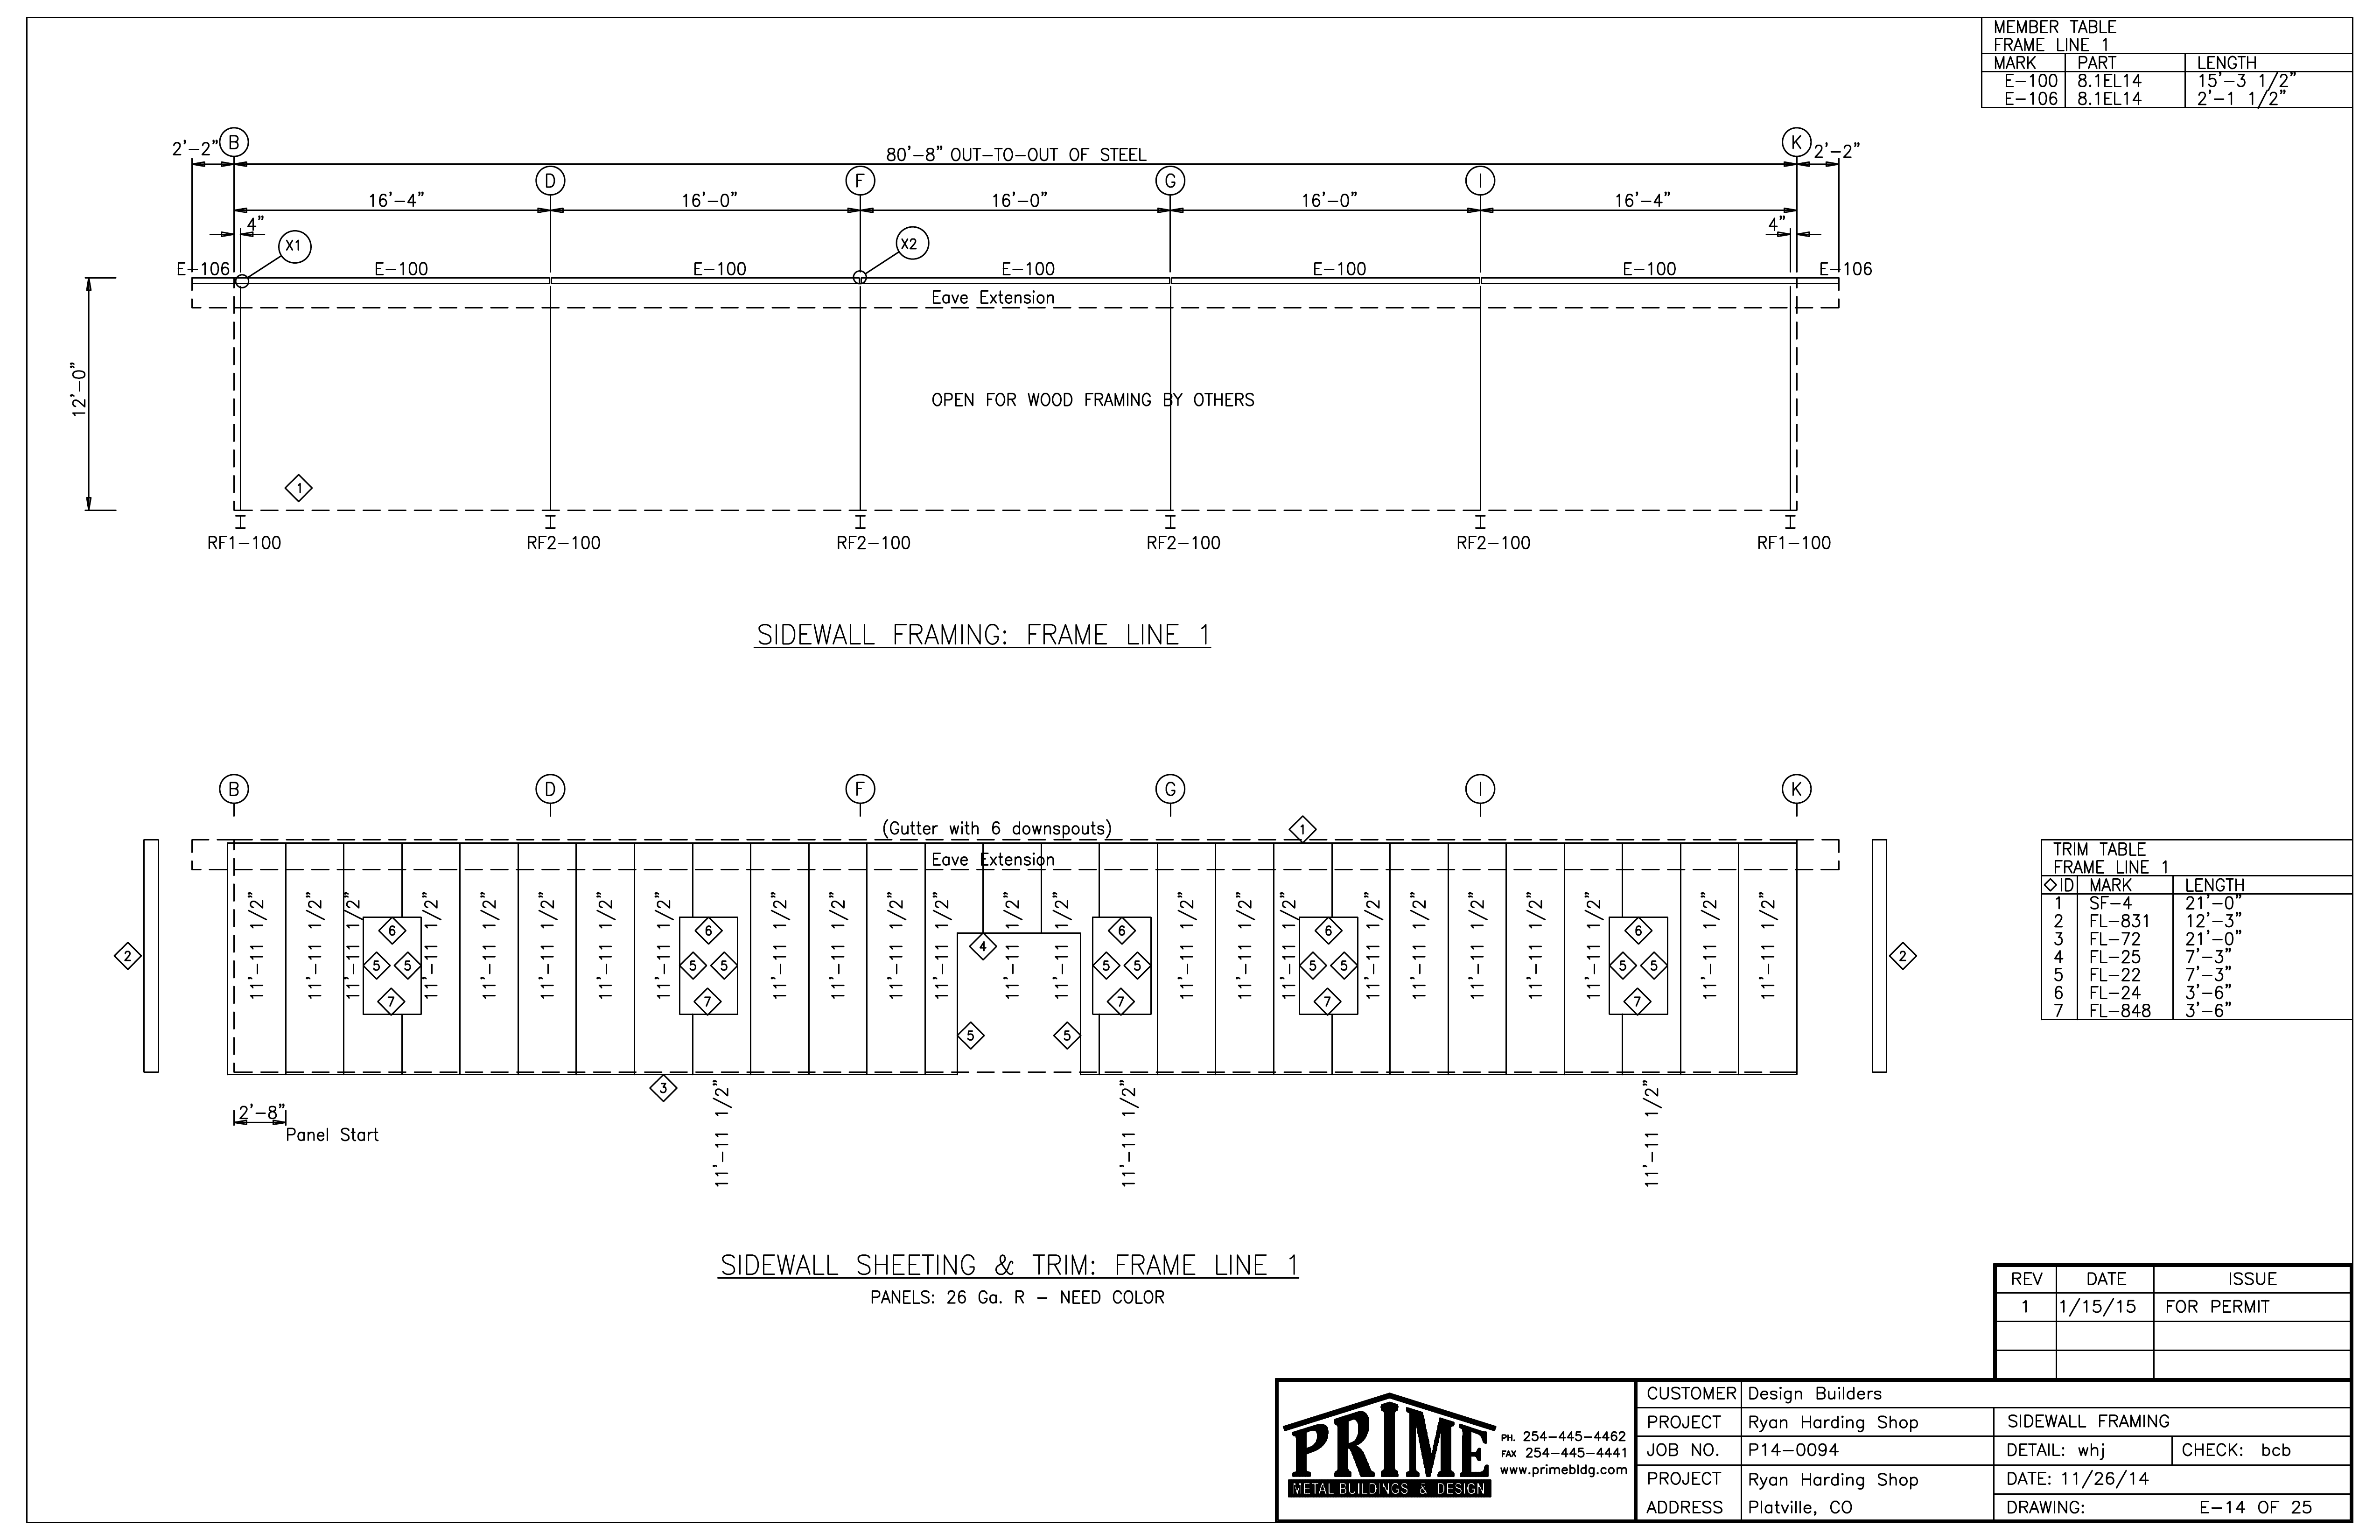 MEMBER TABLE
FRAME LINE 1
MARK PART LENGTH
E-100 8.1EL14 15'-3 1/2"
E-106 8.1EL14 2'-1 1/2"
B K
2'-2" 80'-8" OUT-TO-OUT OF STEEL 2'-2"
D F G I
16'-4" 16'-0" 16'-0" 16'-0" 16'-4"
4" 4"
X1 X2
E-106 E-100 E-100 E-100 E-100 E-100 E-106
Eave Extension
12'-0"
OPEN FOR WOOD FRAMING BY OTHERS
1
RF1-100 RF2-100 RF2-100 RF2-100 RF2-100 RF1-100
SIDEWALL FRAMING: FRAME LINE 1
B D F G I K
(Gutter with 6 downspouts) 1
Eave Extension
11'-11 1/2" 11'-11 1/2" 11'-11 1/2" 11'-11 1/2" 11'-11 1/2" 11'-11 1/2" 11'-11 1/2" 11'-11 1/2" 11'-11 1/2" 11'-11 1/2" 11'-11 1/2" 11'-11 1/2" 11'-11 1/2" 11'-11 1/2" 11'-11 1/2" 11'-11 1/2" 11'-11 1/2" 11'-11 1/2" 11'-11 1/2" 11'-11 1/2" 11'-11 1/2" 11'-11 1/2" 11'-11 1/2" 11'-11 1/2"
6 6 6 6 6
4
2 2
5 5 5 5 5 5 5 5 5 5
7 7 7 7 7
5 5
3
11'-11 1/2" 11'-11 1/2" 11'-11 1/2"
2'-8"
Panel Start
TRIM TABLE
FRAME LINE 1
ID MARK LENGTH
1 SF-4 21'-0"
2 FL-831 12'-3"
3 FL-72 21'-0"
4 FL-25 7'-3"
5 FL-22 7'-3"
6 FL-24 3'-6"
7 FL-848 3'-6"
SIDEWALL SHEETING & TRIM: FRAME LINE 1
PANELS: 26 Ga. R - NEED COLOR
REV DATE ISSUE
1 1/15/15 FOR PERMIT
PRIME
METAL BUILDINGS & DESIGN
PH. 254-445-4462
FAX 254-445-4441
www.primebldg.com
CUSTOMER Design Builders
PROJECT Ryan Harding Shop
JOB NO. P14-0094
PROJECT Ryan Harding Shop
ADDRESS Platville, CO
SIDEWALL FRAMING
DETAIL: whj CHECK: bcb
DATE: 11/26/14
DRAWING: E-14 OF 25